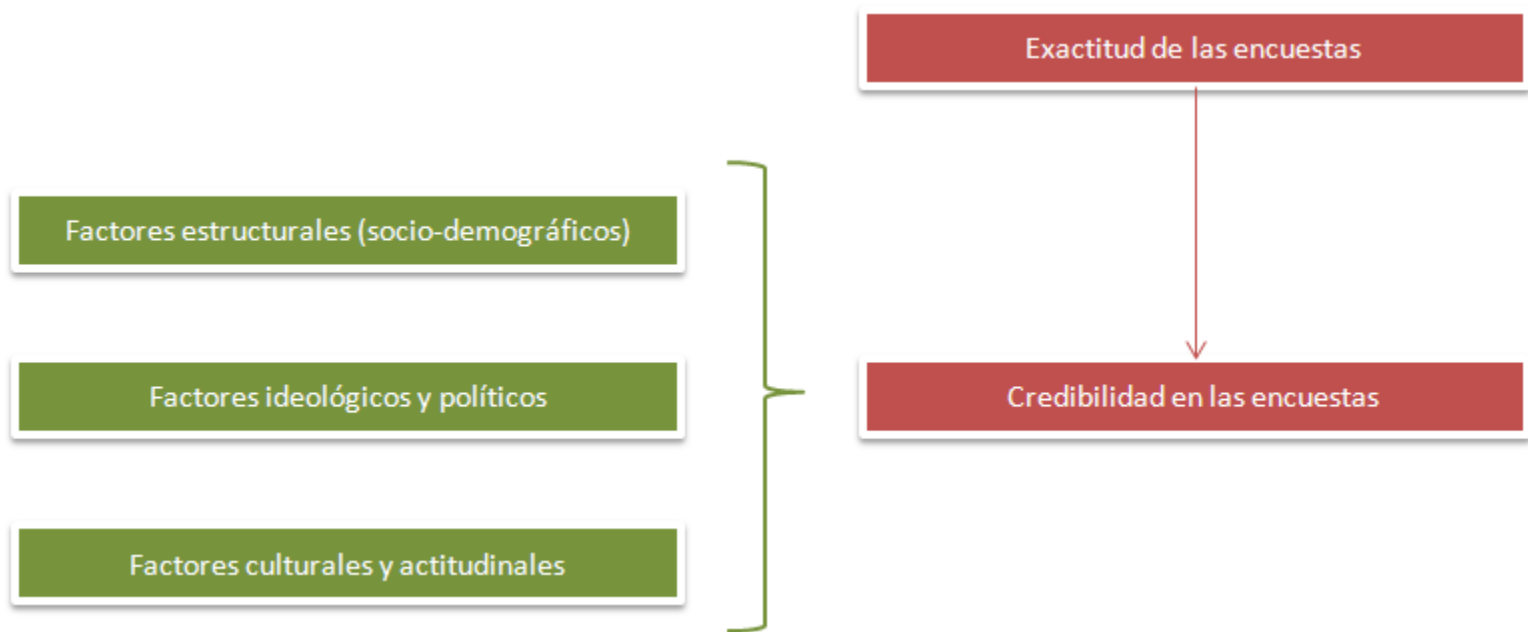 Exactitud de las encuestas
Factores estructurales (socio-demográficos)
Factores ideológicos y políticos
Credibilidad en las encuestas
Factores culturales y actitudinales